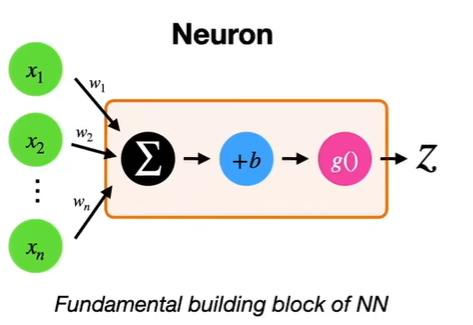 Neuron
x₁
w₁
x₂
w₂
Σ
+b
g()
Z
⋮
wₙ
xₙ
Fundamental building block of NN